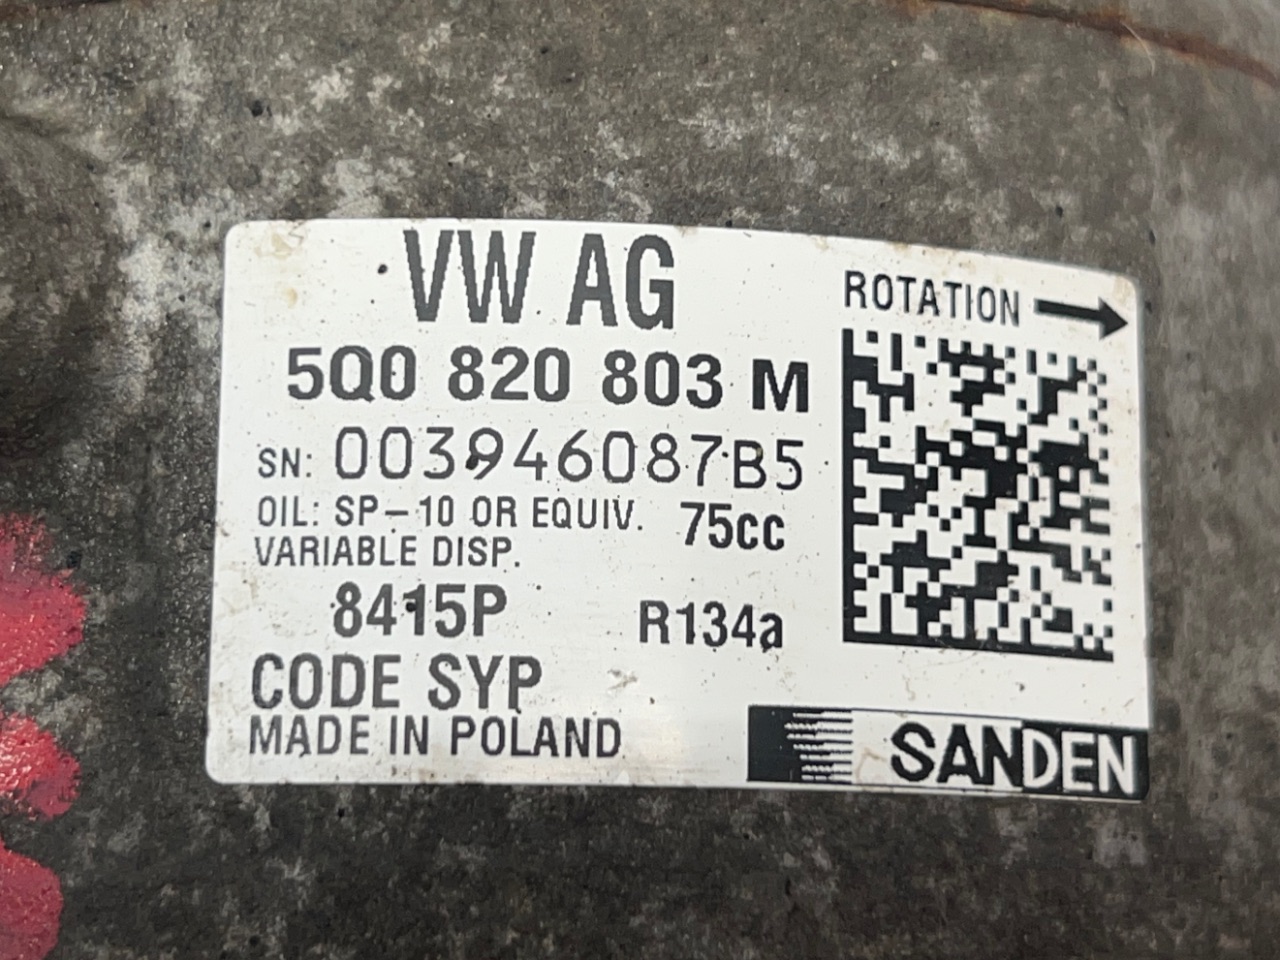 VW AG
ROTATION
5Q0 820 803 M
SN: 003946087B5
OIL: SP-10 OR EQUIV. 75cc
VARIABLE DISP.
8415P R134a
CODE SYP
MADE IN POLAND
SANDEN